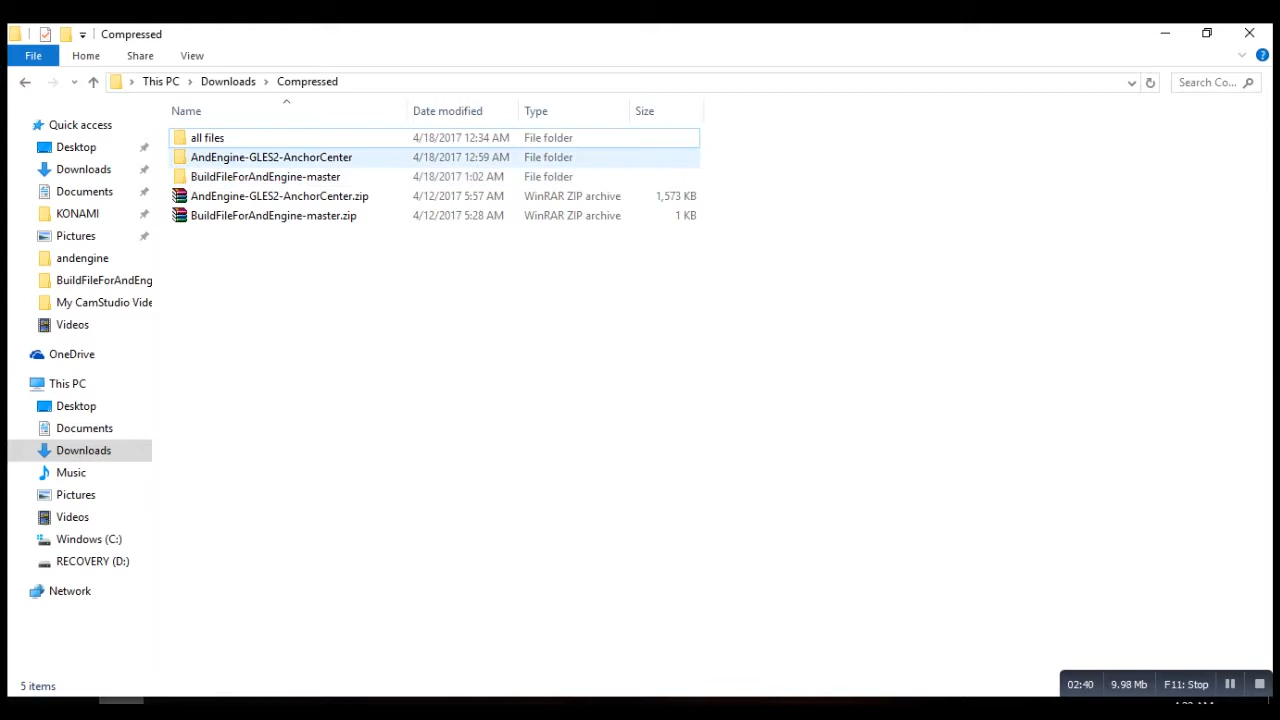 Compressed
File Home Share View
This PC Downloads Compressed Search Co...
Name Date modified Type Size
Quick access
Desktop
Downloads
Documents
KONAMI
Pictures
andengine
BuildFileForAndEng
My CamStudio Vide
Videos
OneDrive
This PC
Desktop
Documents
Downloads
Music
Pictures
Videos
Windows (C:)
RECOVERY (D:)
Network
all files 4/18/2017 12:34 AM File folder
AndEngine-GLES2-AnchorCenter 4/18/2017 12:59 AM File folder
BuildFileForAndEngine-master 4/18/2017 1:02 AM File folder
AndEngine-GLES2-AnchorCenter.zip 4/12/2017 5:57 AM WinRAR ZIP archive 1,573 KB
BuildFileForAndEngine-master.zip 4/12/2017 5:28 AM WinRAR ZIP archive 1 KB
5 items
02:40 9.98 Mb F11: Stop